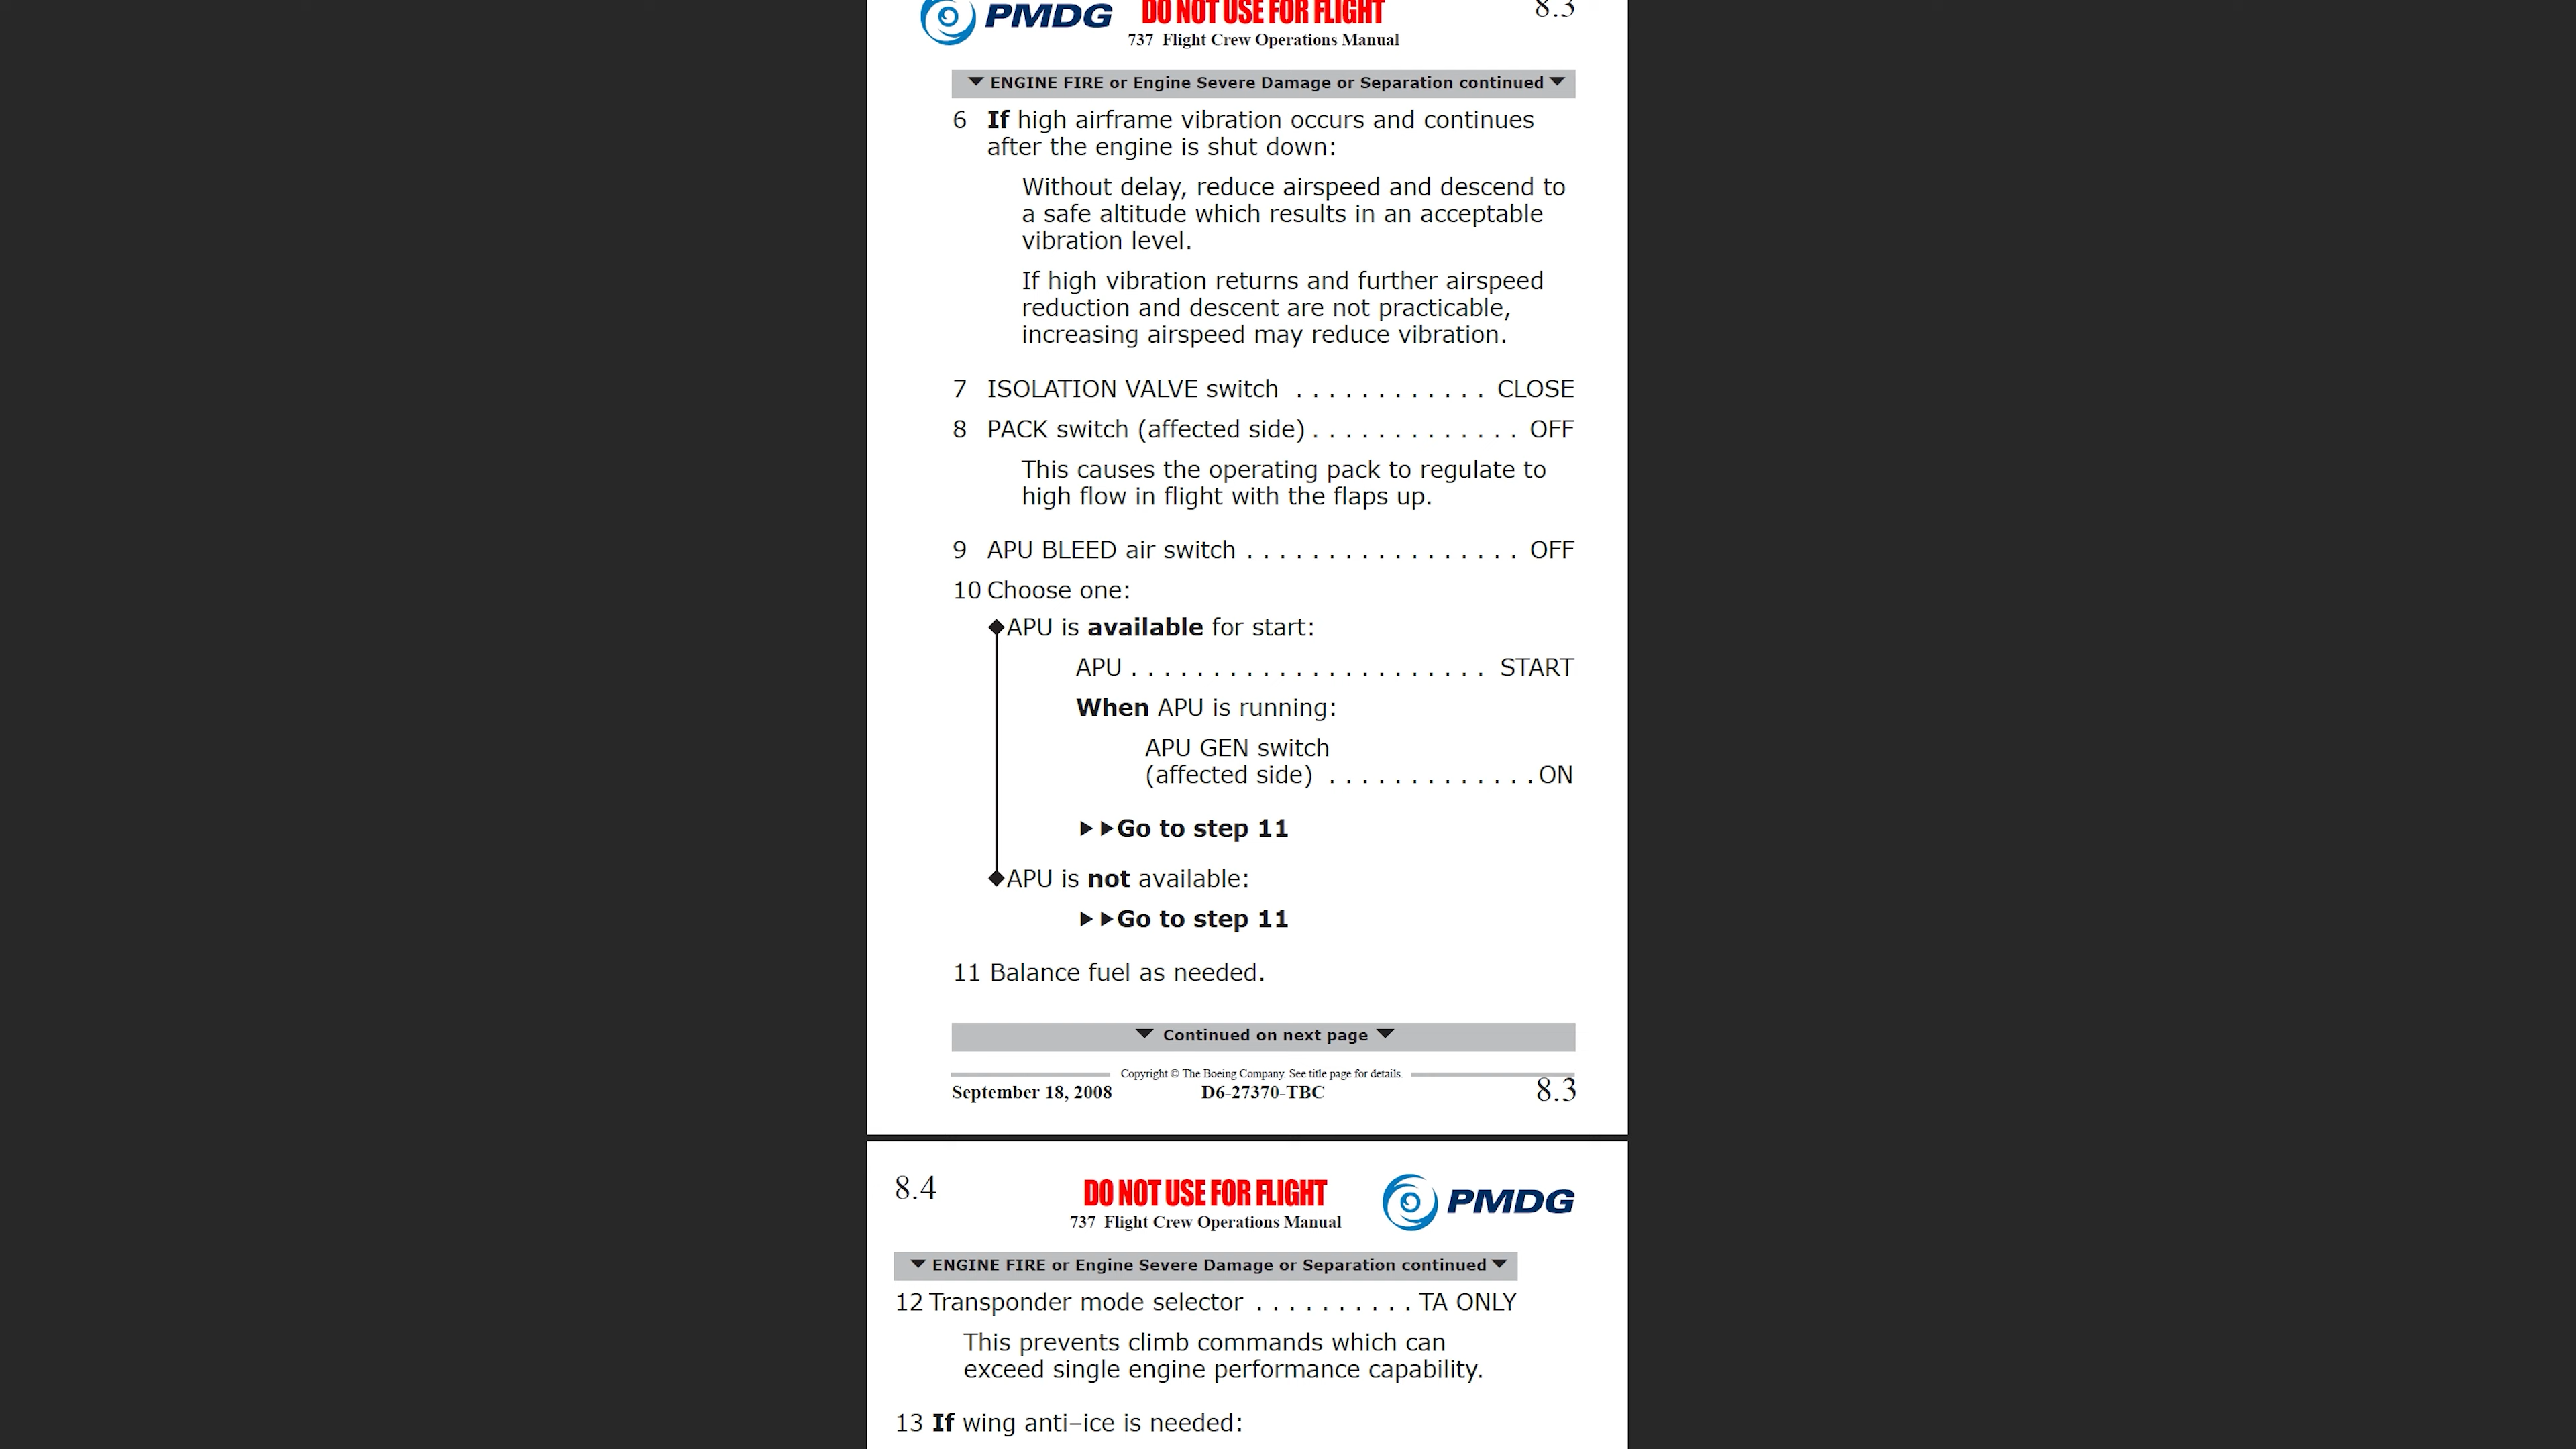 PMDG
DO NOT USE FOR FLIGHT
8.3
737 Flight Crew Operations Manual
ENGINE FIRE or Engine Severe Damage or Separation continued
6 If high airframe vibration occurs and continues
after the engine is shut down:
Without delay, reduce airspeed and descend to
a safe altitude which results in an acceptable
vibration level.
If high vibration returns and further airspeed
reduction and descent are not practicable,
increasing airspeed may reduce vibration.
7 ISOLATION VALVE switch . . . . . . . . . . . . CLOSE
8 PACK switch (affected side) . . . . . . . . . . . . . OFF
This causes the operating pack to regulate to
high flow in flight with the flaps up.
9 APU BLEED air switch . . . . . . . . . . . . . . . . . OFF
10 Choose one:
◆APU is available for start:
APU . . . . . . . . . . . . . . . . . . . . . . START
When APU is running:
APU GEN switch
(affected side) . . . . . . . . . . . . . ON
▶▶Go to step 11
◆APU is not available:
▶▶Go to step 11
11 Balance fuel as needed.
Continued on next page
Copyright © The Boeing Company. See title page for details.
September 18, 2008 D6-27370-TBC 8.3
8.4
DO NOT USE FOR FLIGHT
PMDG
737 Flight Crew Operations Manual
ENGINE FIRE or Engine Severe Damage or Separation continued
12 Transponder mode selector . . . . . . . . . . TA ONLY
This prevents climb commands which can
exceed single engine performance capability.
13 If wing anti-ice is needed: